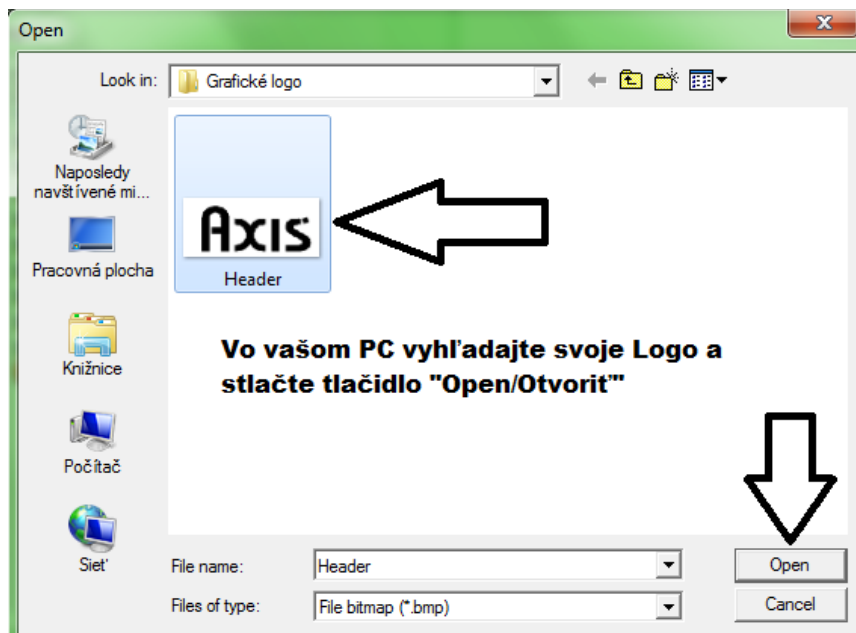 Open
Look in:
Grafické logo
Naposledy
navštívené mi...
Pracovná plocha
Knižnice
Počítač
Sieť
AXIS
Header
Vo vašom PC vyhľadajte svoje Logo a
stlačte tlačidlo "Open/Otvoriť"
File name:
Header
Open
Files of type:
File bitmap (*.bmp)
Cancel